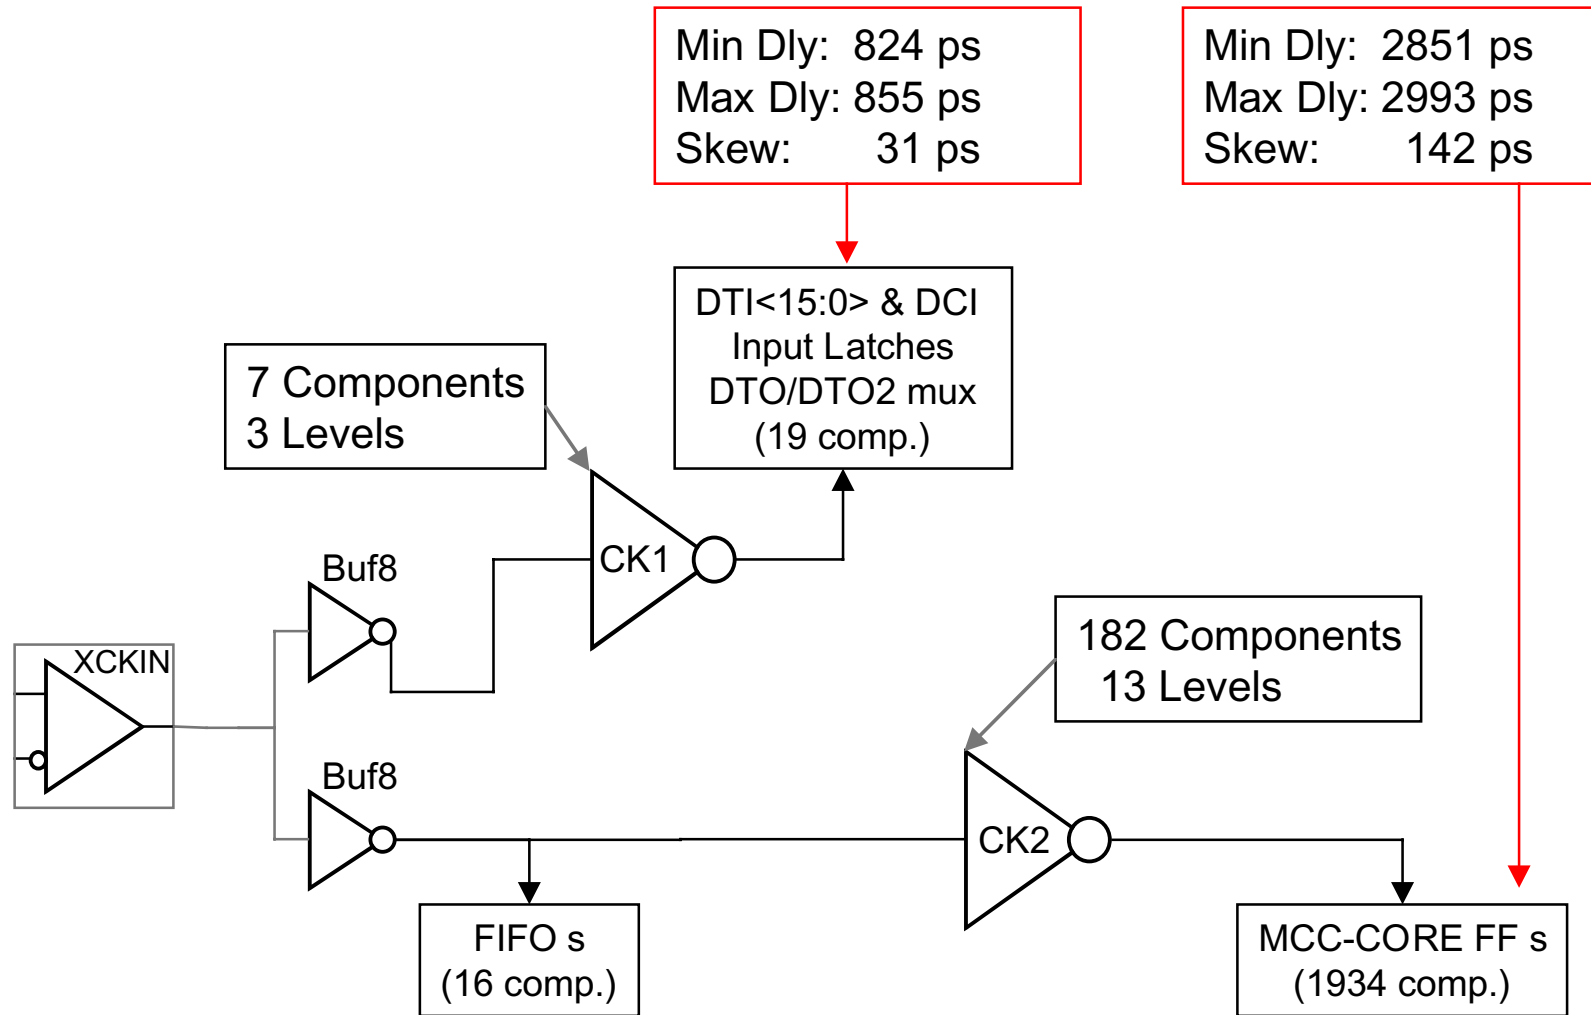 Min Dly: 824 ps
Max Dly: 855 ps
Skew: 31 ps
Min Dly: 2851 ps
Max Dly: 2993 ps
Skew: 142 ps
DTI<15:0> & DCI
Input Latches
DTO/DTO2 mux
(19 comp.)
7 Components
3 Levels
CK1
Buf8
XCKIN
182 Components
13 Levels
Buf8
CK2
FIFO s
(16 comp.)
MCC-CORE FF s
(1934 comp.)